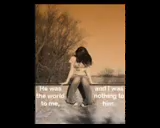 He was
the world
to me,
and I was
nothing to
him.